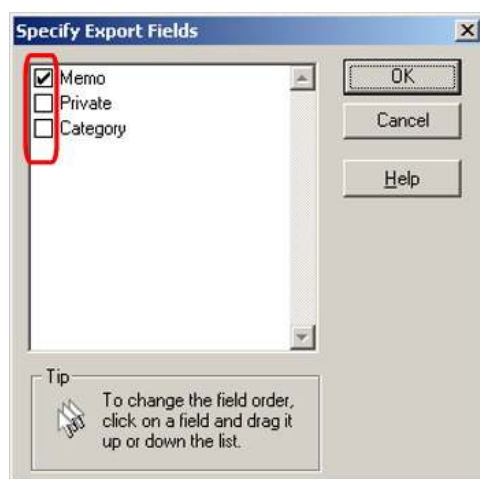 Specify Export Fields
Memo
Private
Category
OK
Cancel
Help
Tip
To change the field order,
click on a field and drag it
up or down the list.